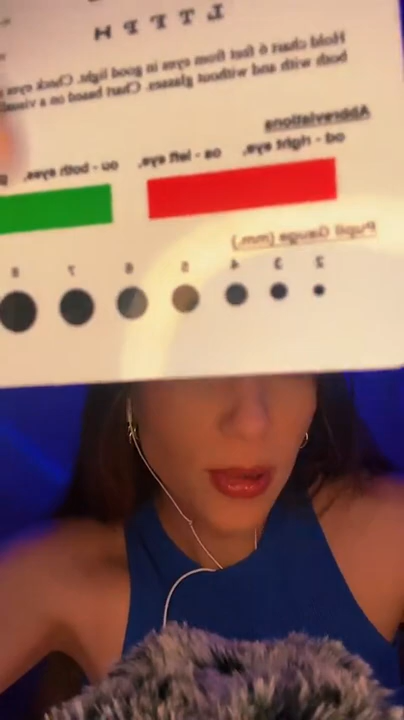 Hold chart 6 feet from eyes in good light. Check eyes
both with and without glasses. Chart based on a
Abbreviations
od - right eye, os - left eye, ou - both eyes,
Pupil Gauge (mm.)
2 3 4 5 6 7 8